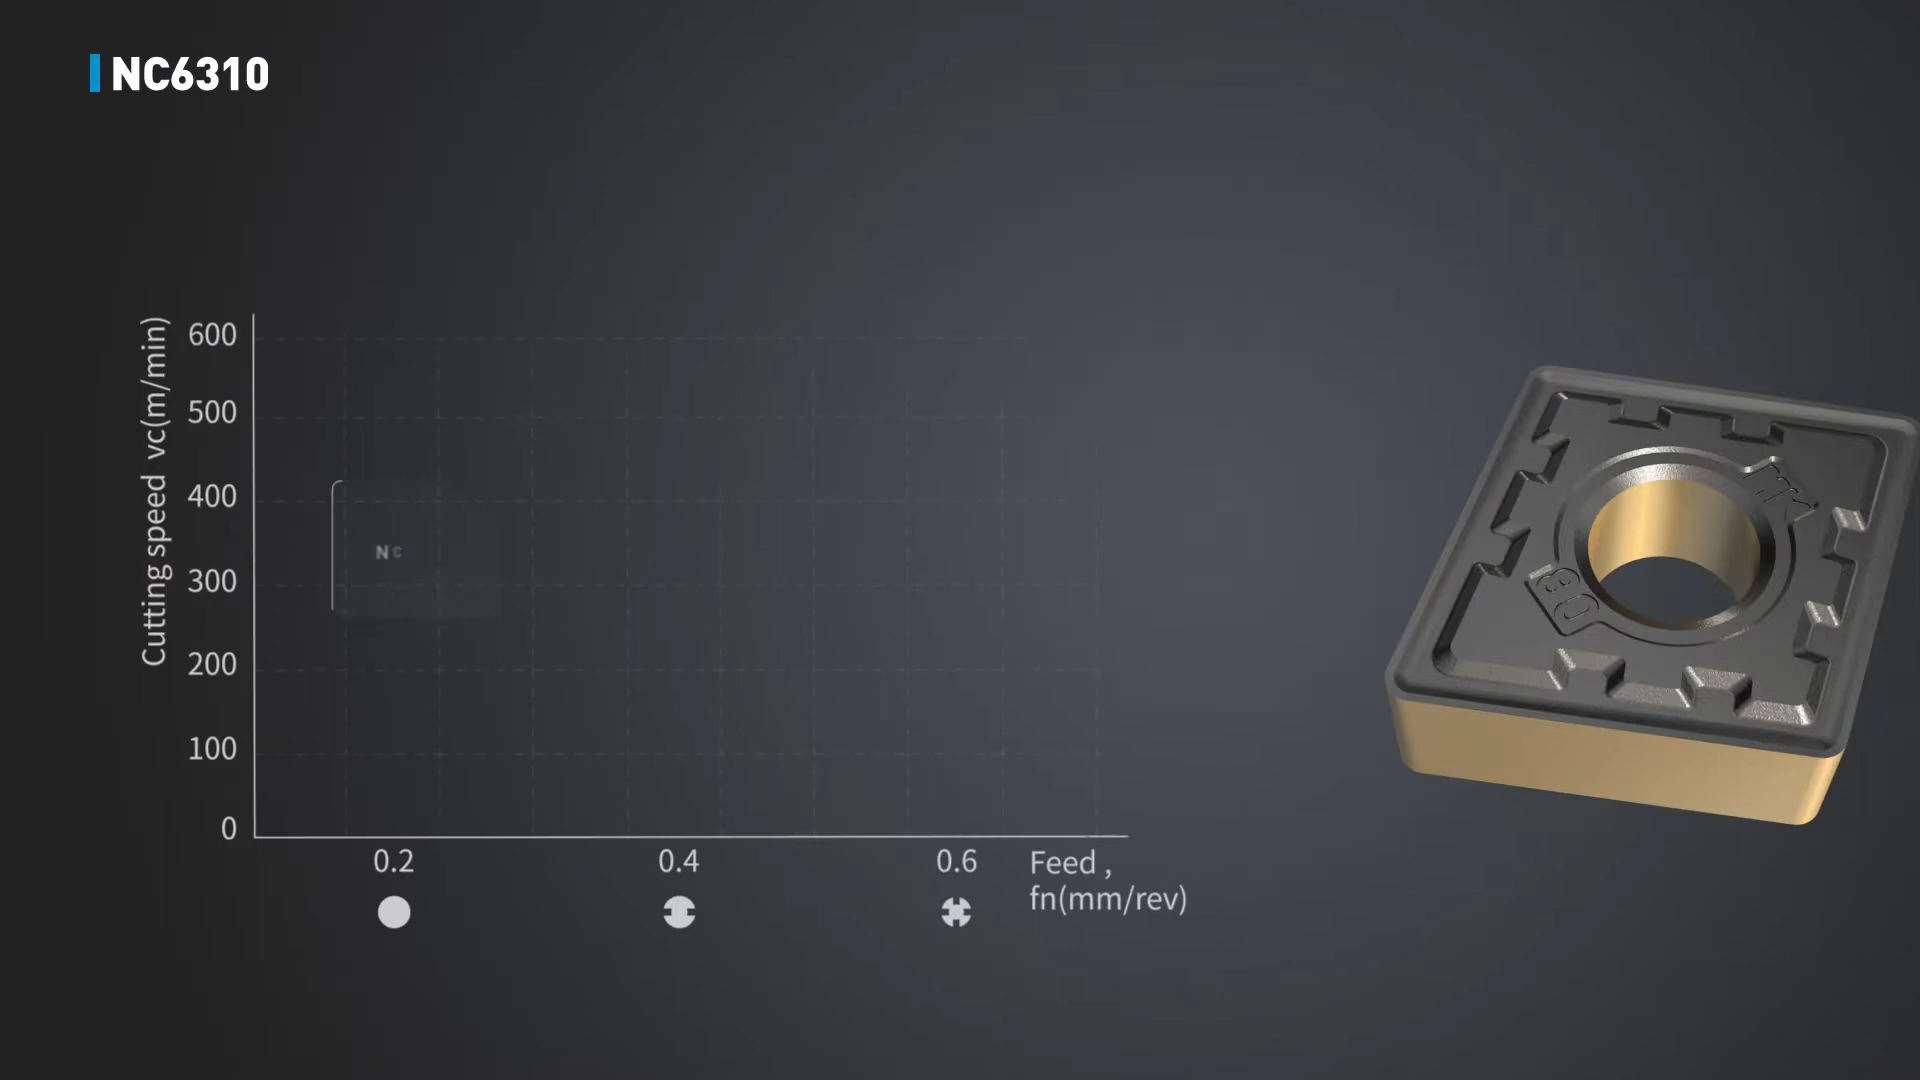 NC6310
Cutting speed vc(m/min)
600
500
400
300
200
100
0
NC
0.2
0.4
0.6
Feed ,
fn(mm/rev)